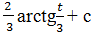 2/3 arctg t/3 + c